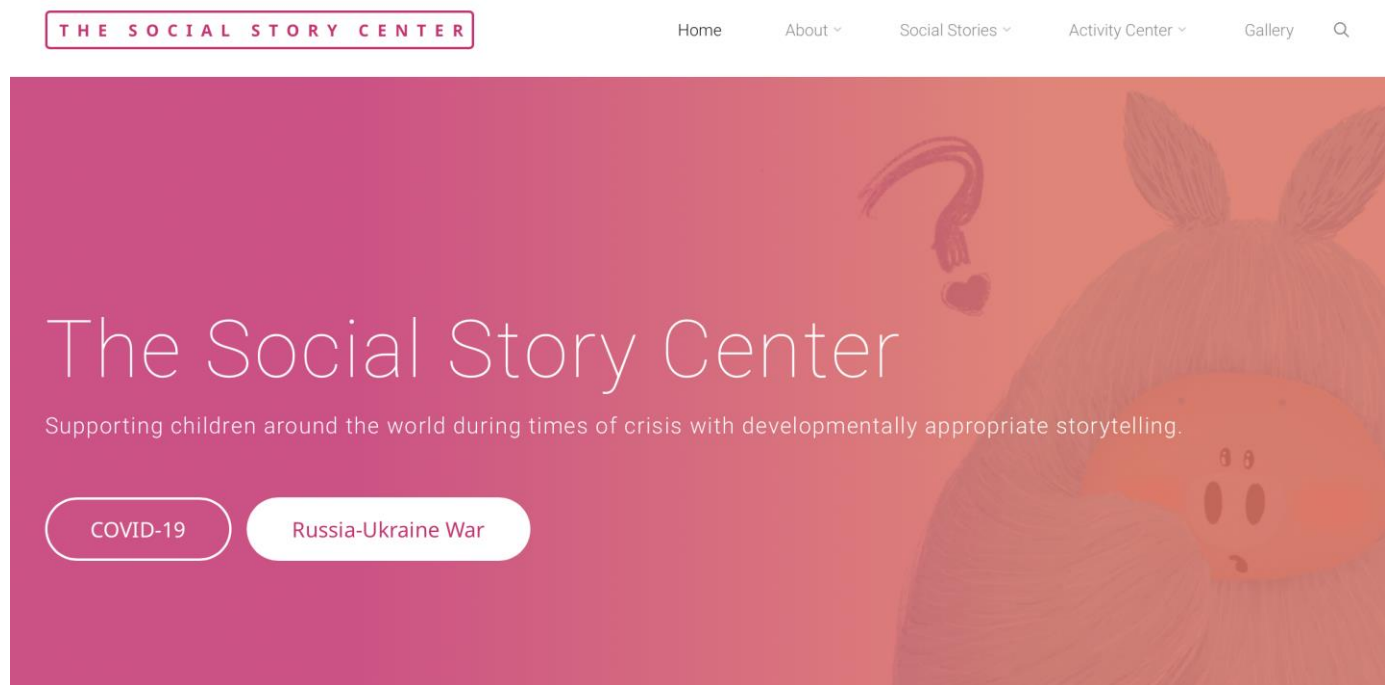 THE SOCIAL STORY CENTER
Home About Social Stories Activity Center Gallery
?
The Social Story Center
Supporting children around the world during times of crisis with developmentally appropriate storytelling.
COVID-19 Russia-Ukraine War